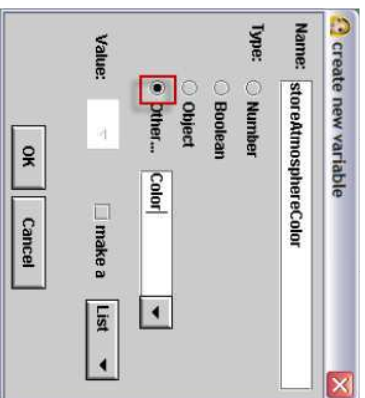 create new variable
Name: storeAtmosphereColor
Type: Number
Boolean
Object
Other... Color
Value: make a List
OK Cancel